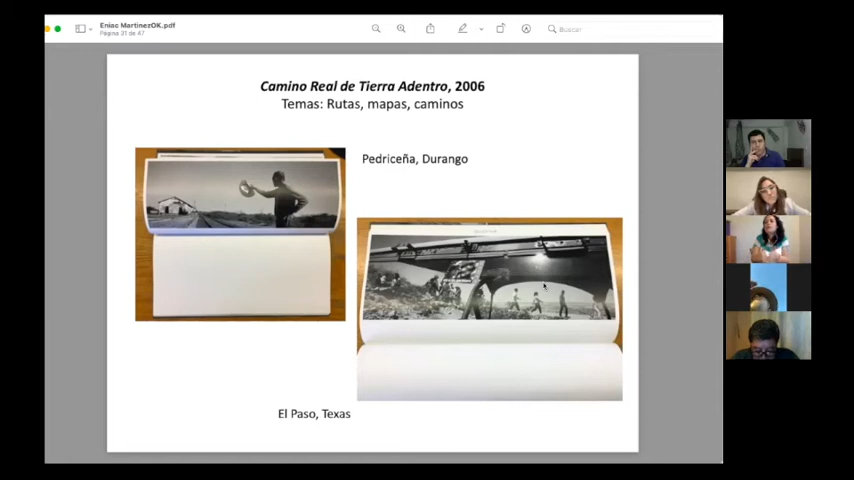 Eniac MartinezOK.pdf
Página 31 de 47
Buscar
Camino Real de Tierra Adentro, 2006
Temas: Rutas, mapas, caminos
Pedriceña, Durango
El Paso, Texas